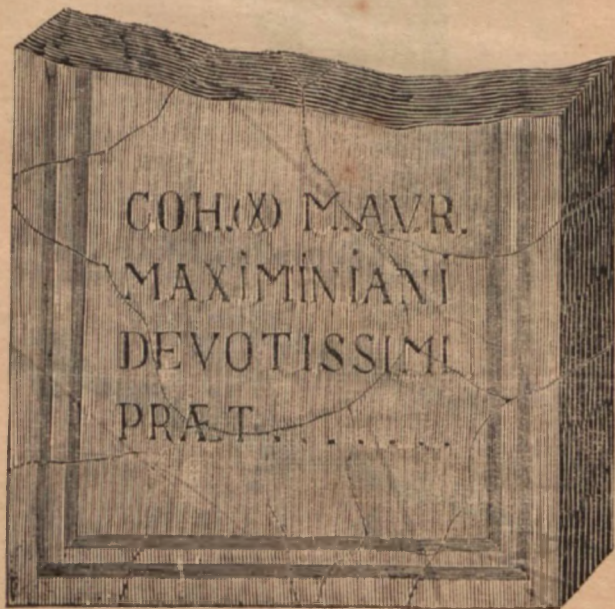 COH.(X) M.AVR.
MAXIMINIANI
DEVOTISSIMI
PRÆT.........